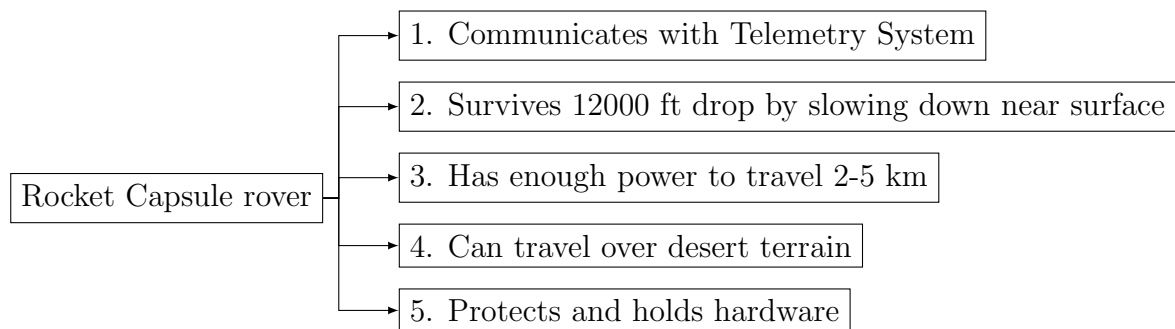 1. Communicates with Telemetry System
2. Survives 12000 ft drop by slowing down near surface
Rocket Capsule rover
3. Has enough power to travel 2-5 km
4. Can travel over desert terrain
5. Protects and holds hardware